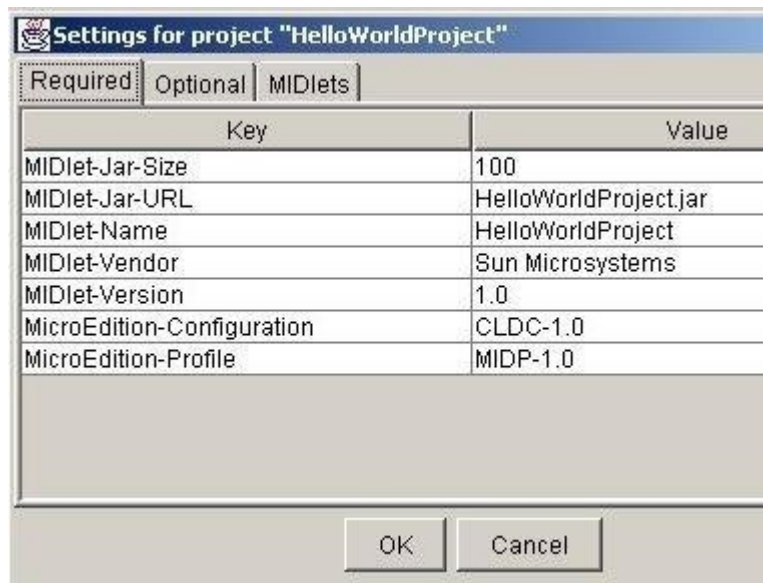 Settings for project "HelloWorldProject"
Required Optional MIDlets
Key Value
MIDlet-Jar-Size 100
MIDlet-Jar-URL HelloWorldProject.jar
MIDlet-Name HelloWorldProject
MIDlet-Vendor Sun Microsystems
MIDlet-Version 1.0
MicroEdition-Configuration CLDC-1.0
MicroEdition-Profile MIDP-1.0
OK Cancel